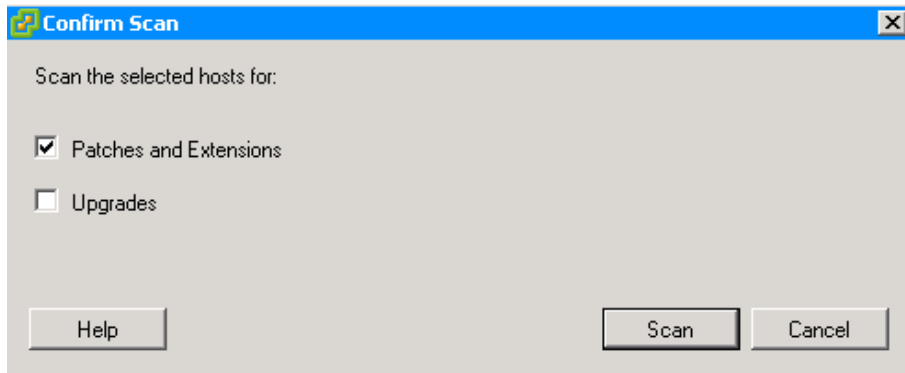 Confirm Scan
Scan the selected hosts for:
Patches and Extensions
Upgrades
Help Scan Cancel